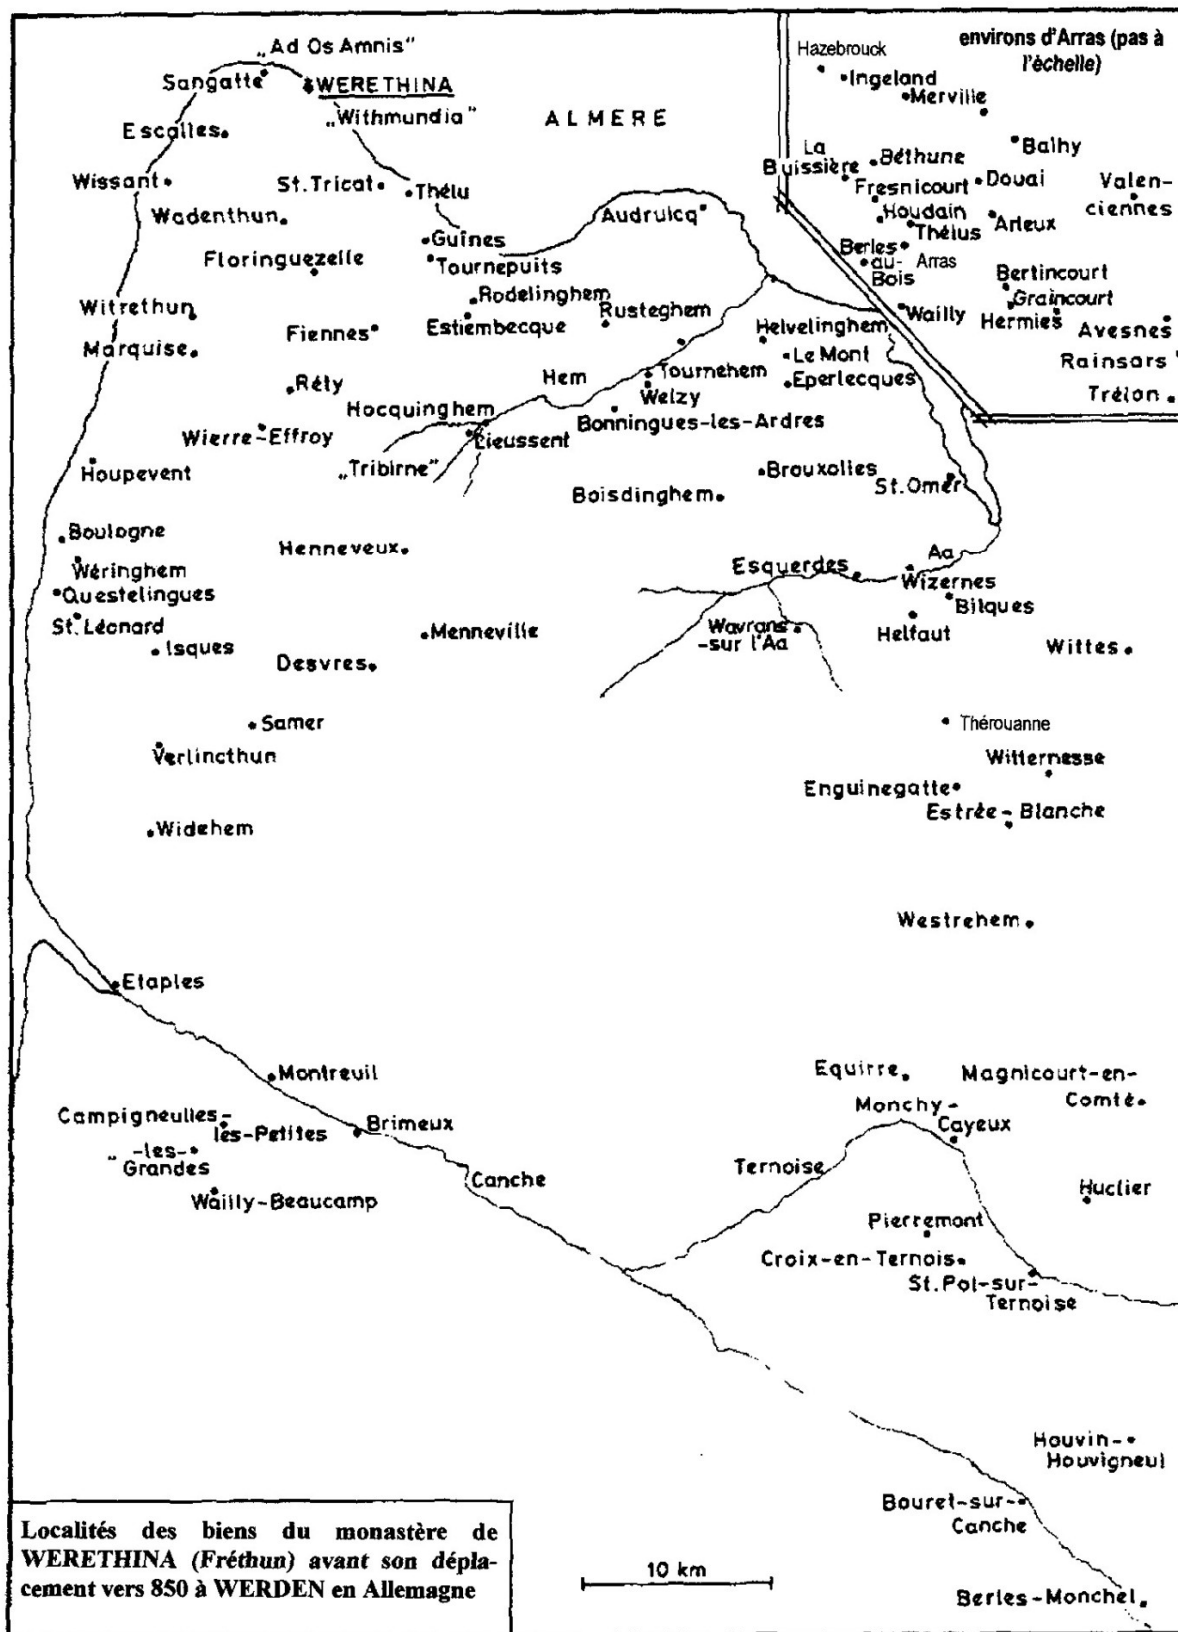 „Ad Os Amnis"
Sangatte
WERETHINA
„Withmundia"
ALMERE
Escalles
Wissant
St.Tricat
Thélu
Wadenthun
Audruicq
Guînes
Floringuezelle
Tournepuits
Rodelinghem
Witrethun
Fiennes
Estiembecque
Rusteghem
Helvelinghem
Marquise
Le Mont
Hem
Tournehem
Eperlecques
Réty
Welzy
Hocquinghem
Bonningues-les-Ardres
Wierre-Effroy
Lieussent
„Tribirne"
Houpevent
Brouxolles
St.Omer
Boisdinghem
Boulogne
Henneveux
Aa
Wéringhem
Esquerdes
Wizernes
Questelingues
Bilques
St.Léonard
Menneville
Wavrans
-sur l'Aa
Helfaut
Isques
Desvres
Wittes
Samer
Thérouanne
Verlincthun
Witternesse
Enguinegatte
Estrée-Blanche
Widehem
Westrehem
Etaples
Montreuil
Equirre
Magnicourt-en-
Comté
Campigneulles-
les-Petites
Brimeux
Monchy-
Cayeux
„ -les-
Grandes
Ternoise
Canche
Wailly-Beaucamp
Huclier
Pierremont
Croix-en-Ternois
St.Pol-sur-
Ternoise
Houvin-
Houvigneul
Bouret-sur-
Canche
Berles-Monchel
environs d'Arras (pas à
l'èchelle)
Hazebrouck
Ingeland
Merville
Balhy
La
Buissière
Béthune
Fresnicourt
Douai
Valen-
ciennes
Houdain
Thélus
Arleux
Berles
au-
Bois
Arras
Bertincourt
Graincourt
Wailly
Hermies
Avesnes
Rainsars
Trélon
Localités des biens du monastère de
WERETHINA (Fréthun) avant son dépla-
cement vers 850 à WERDEN en Allemagne
10 km